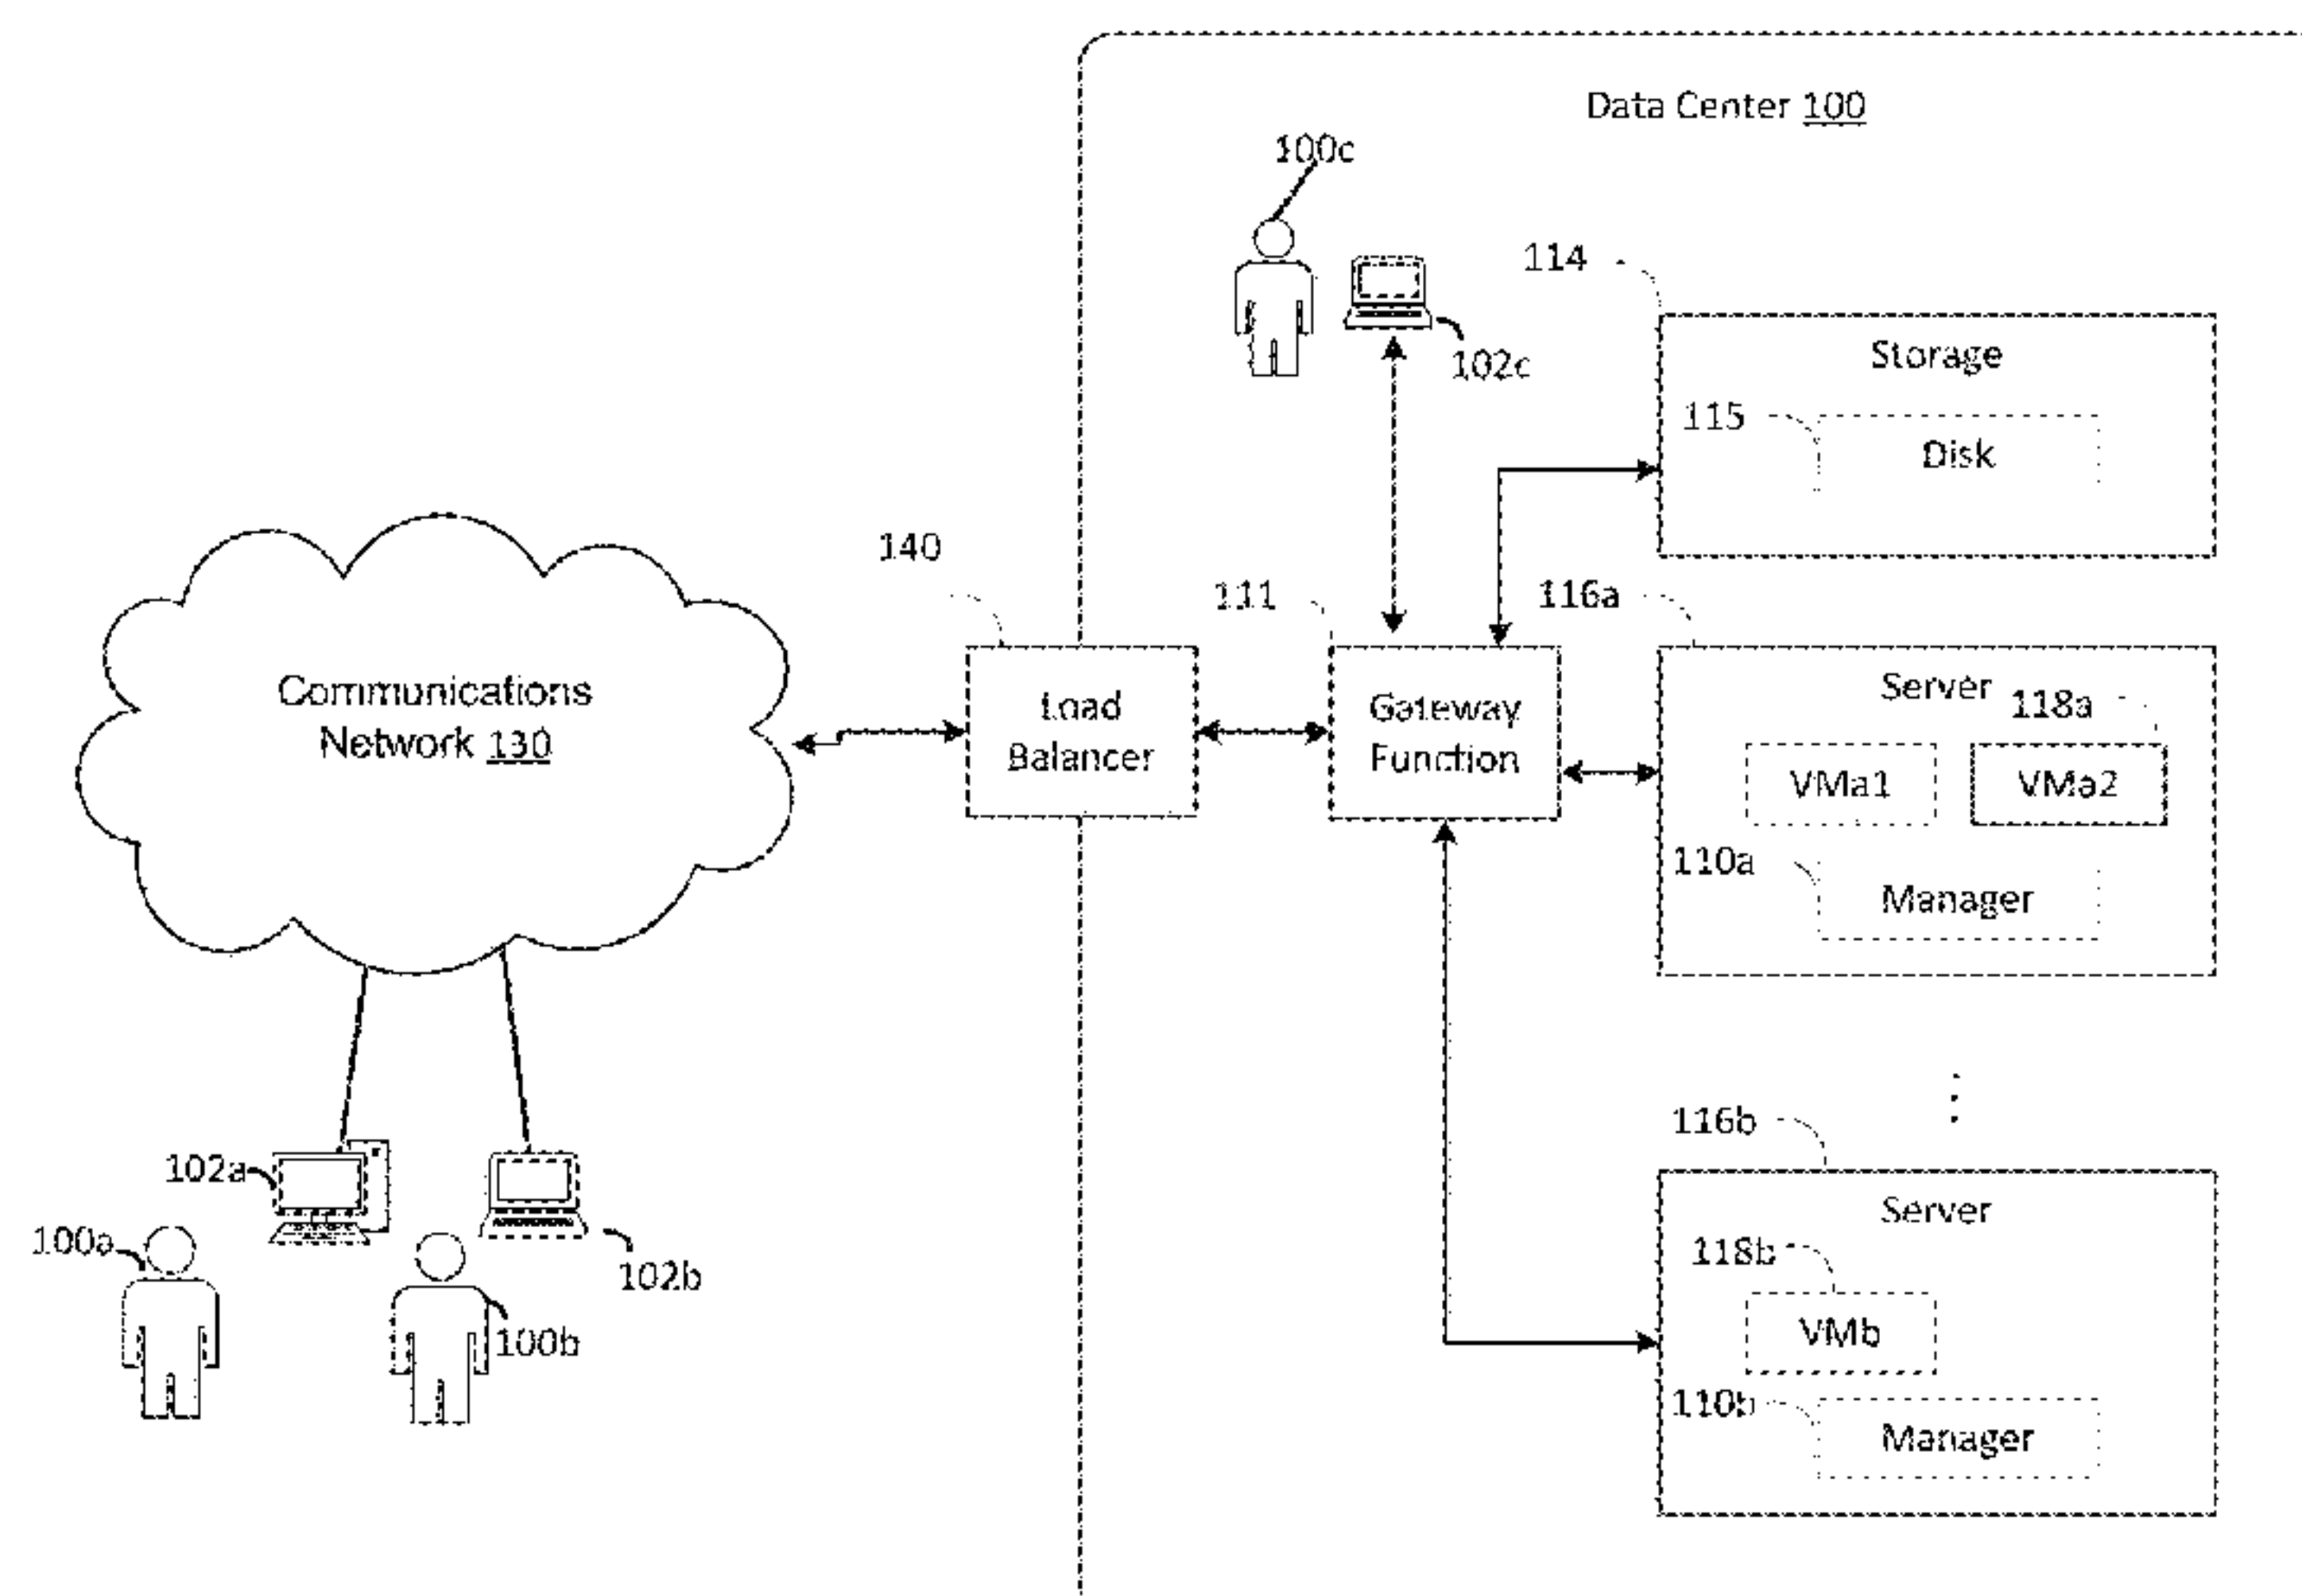 Data Center 100
100c
114
102c
Storage
115
Disk
140
111
116a
Communications
Network 130
Load
Balancer
Gateway
Function
Server
118a
VMa1
VMa2
110a
Manager
116b
102a
Server
100a
118b
102b
100b
VMb
110b
Manager